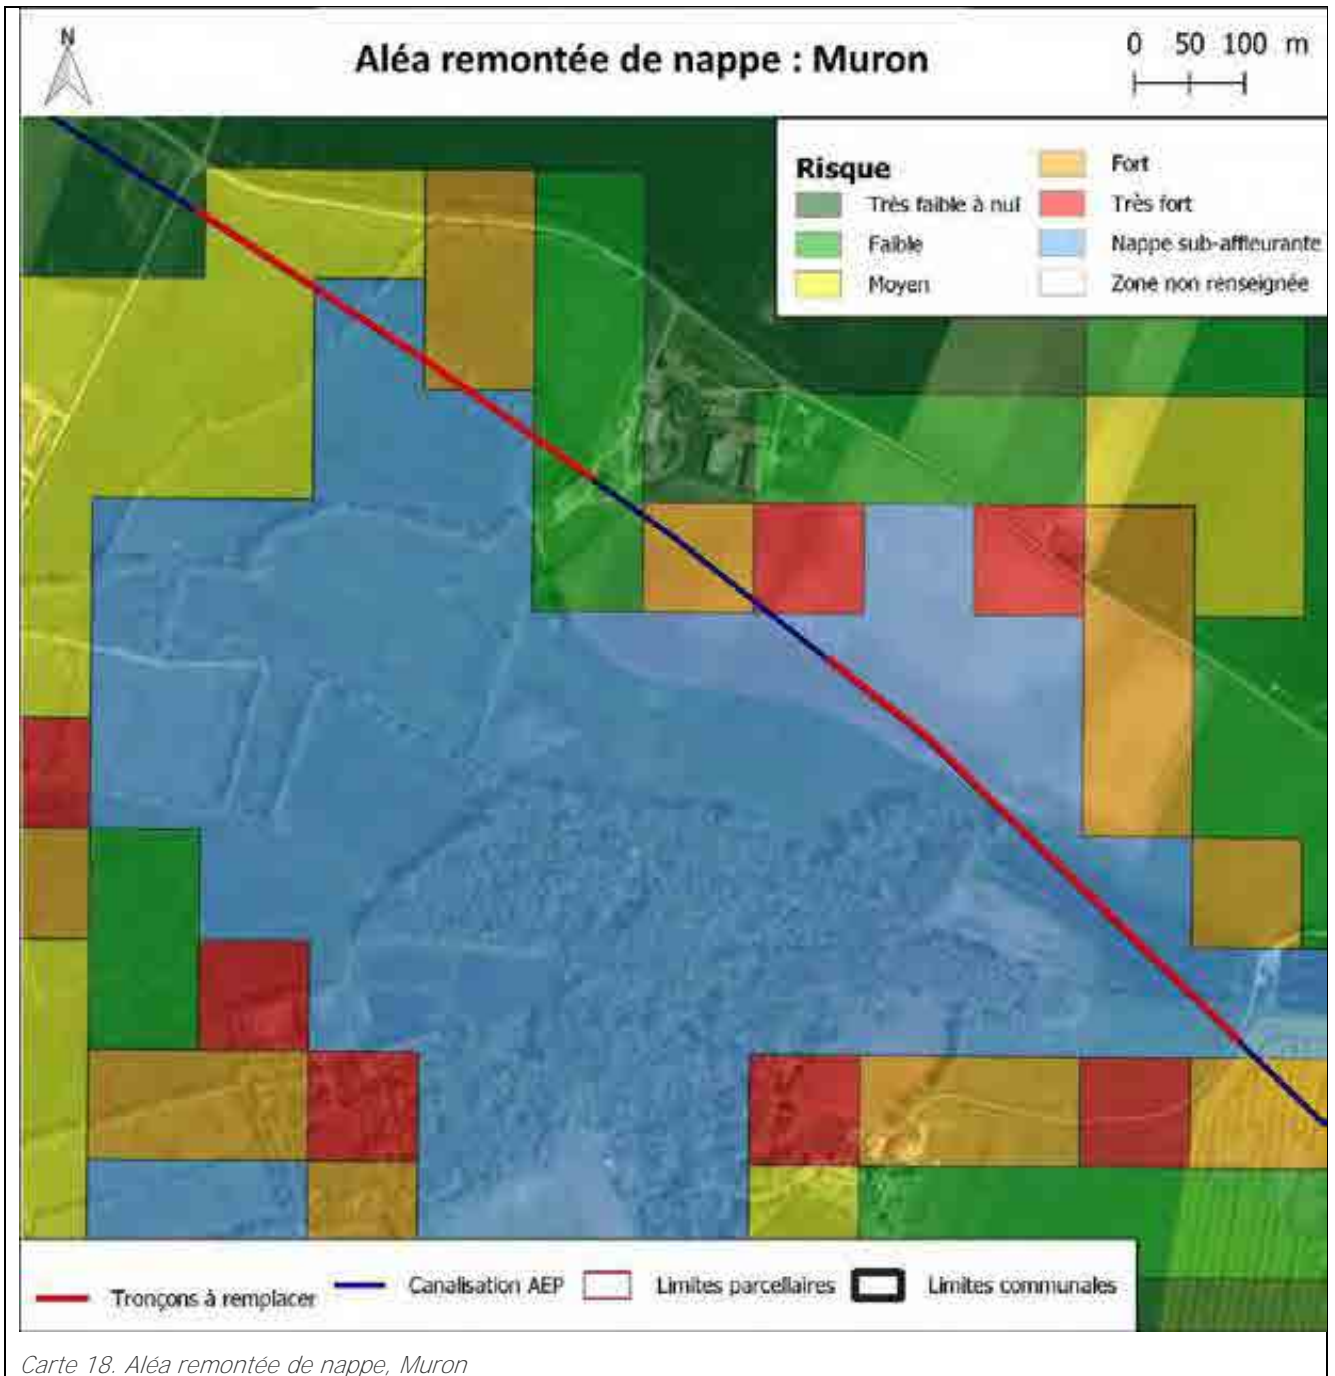 N
Aléa remontée de nappe : Muron
0 50 100 m
Risque
Très faible à nul
Faible
Moyen
Fort
Très fort
Nappe sub-affleurante
Zone non renseignée
Tronçons à remplacer
Canalisation AEP
Limites parcellaires
Limites communales
Carte 18. Aléa remontée de nappe, Muron